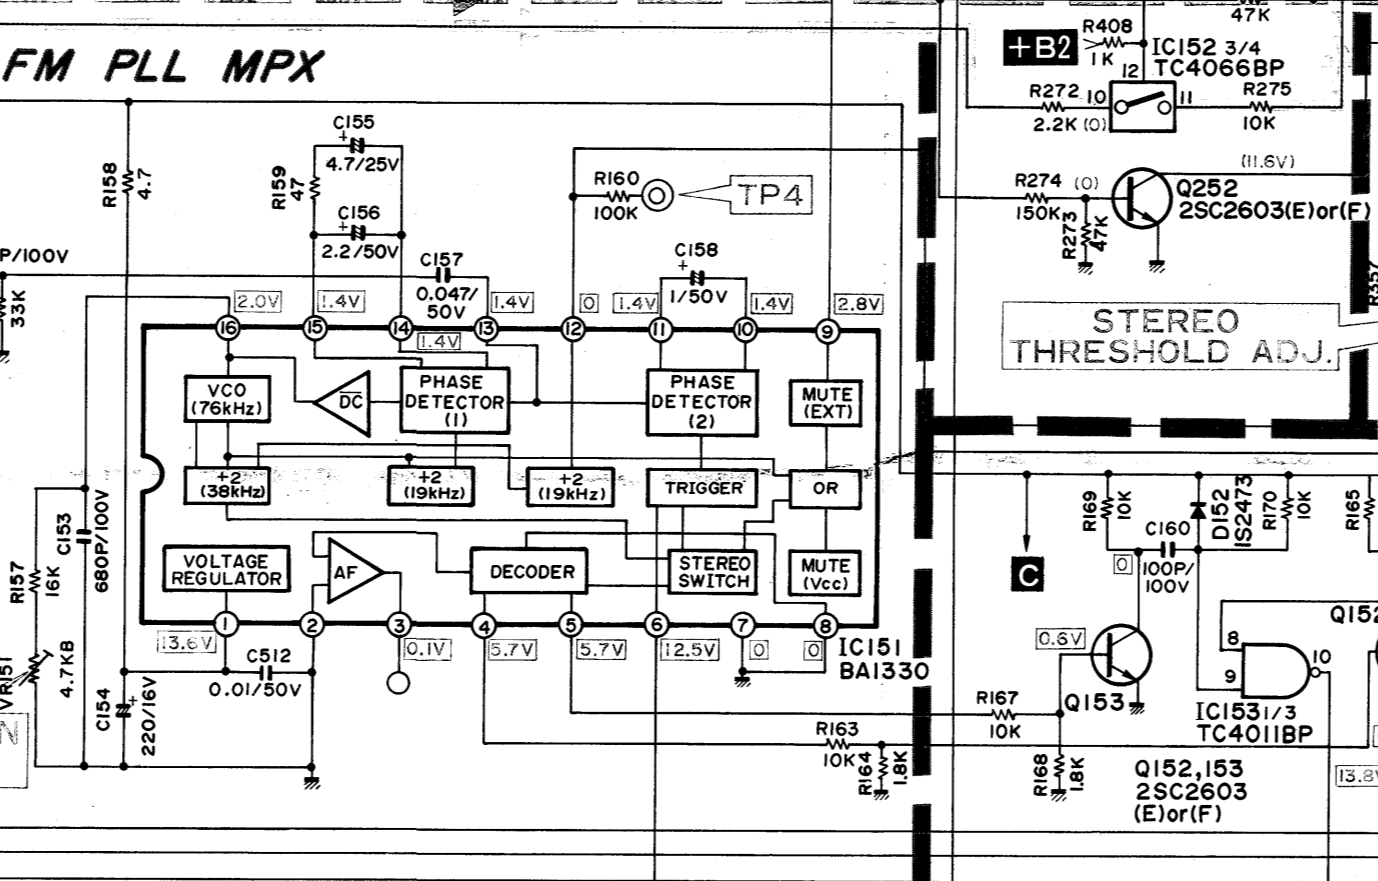 FM PLL MPX
47K
R408
1K
+B2
IC152 3/4
TC4066BP
12
R272
10
11
R275
2.2K (0)
10K
C155
+
4.7/25V
R158
4.7
R159
47
C156
+
2.2/50V
R160
100K
TP4
(11.6V)
R274 (0)
150K
R273
47K
Q252
2SC2603(E)or(F)
P/100V
33K
C157
0.047/
50V
C158
+
1/50V
R357
2.0V
1.4V
1.4V
0
1.4V
1.4V
2.8V
16
15
14
13
12
11
10
9
1.4V
STEREO
THRESHOLD ADJ.
VCO
(76kHz)
DC
PHASE
DETECTOR
(1)
PHASE
DETECTOR
(2)
MUTE
(EXT)
÷2
(38kHz)
÷2
(19kHz)
÷2
(19kHz)
TRIGGER
OR
VOLTAGE
REGULATOR
AF
DECODER
STEREO
SWITCH
MUTE
(Vcc)
R157
16K
C153
680P/100V
R169
10K
C160
100P/
100V
D152
1S2473
R170
10K
R165
C
0
1
2
3
4
5
6
7
8
13.6V
0.1V
5.7V
5.7V
12.5V
0
0
IC151
BA1330
VR151
4.7KB
C512
0.01/50V
C154
+
220/16V
N
0.6V
Q153
8
9
10
Q152
IC153 1/3
TC4011BP
R167
10K
R163
10K
R164
1.8K
R168
1.8K
Q152,153
2SC2603
(E)or(F)
13.8V